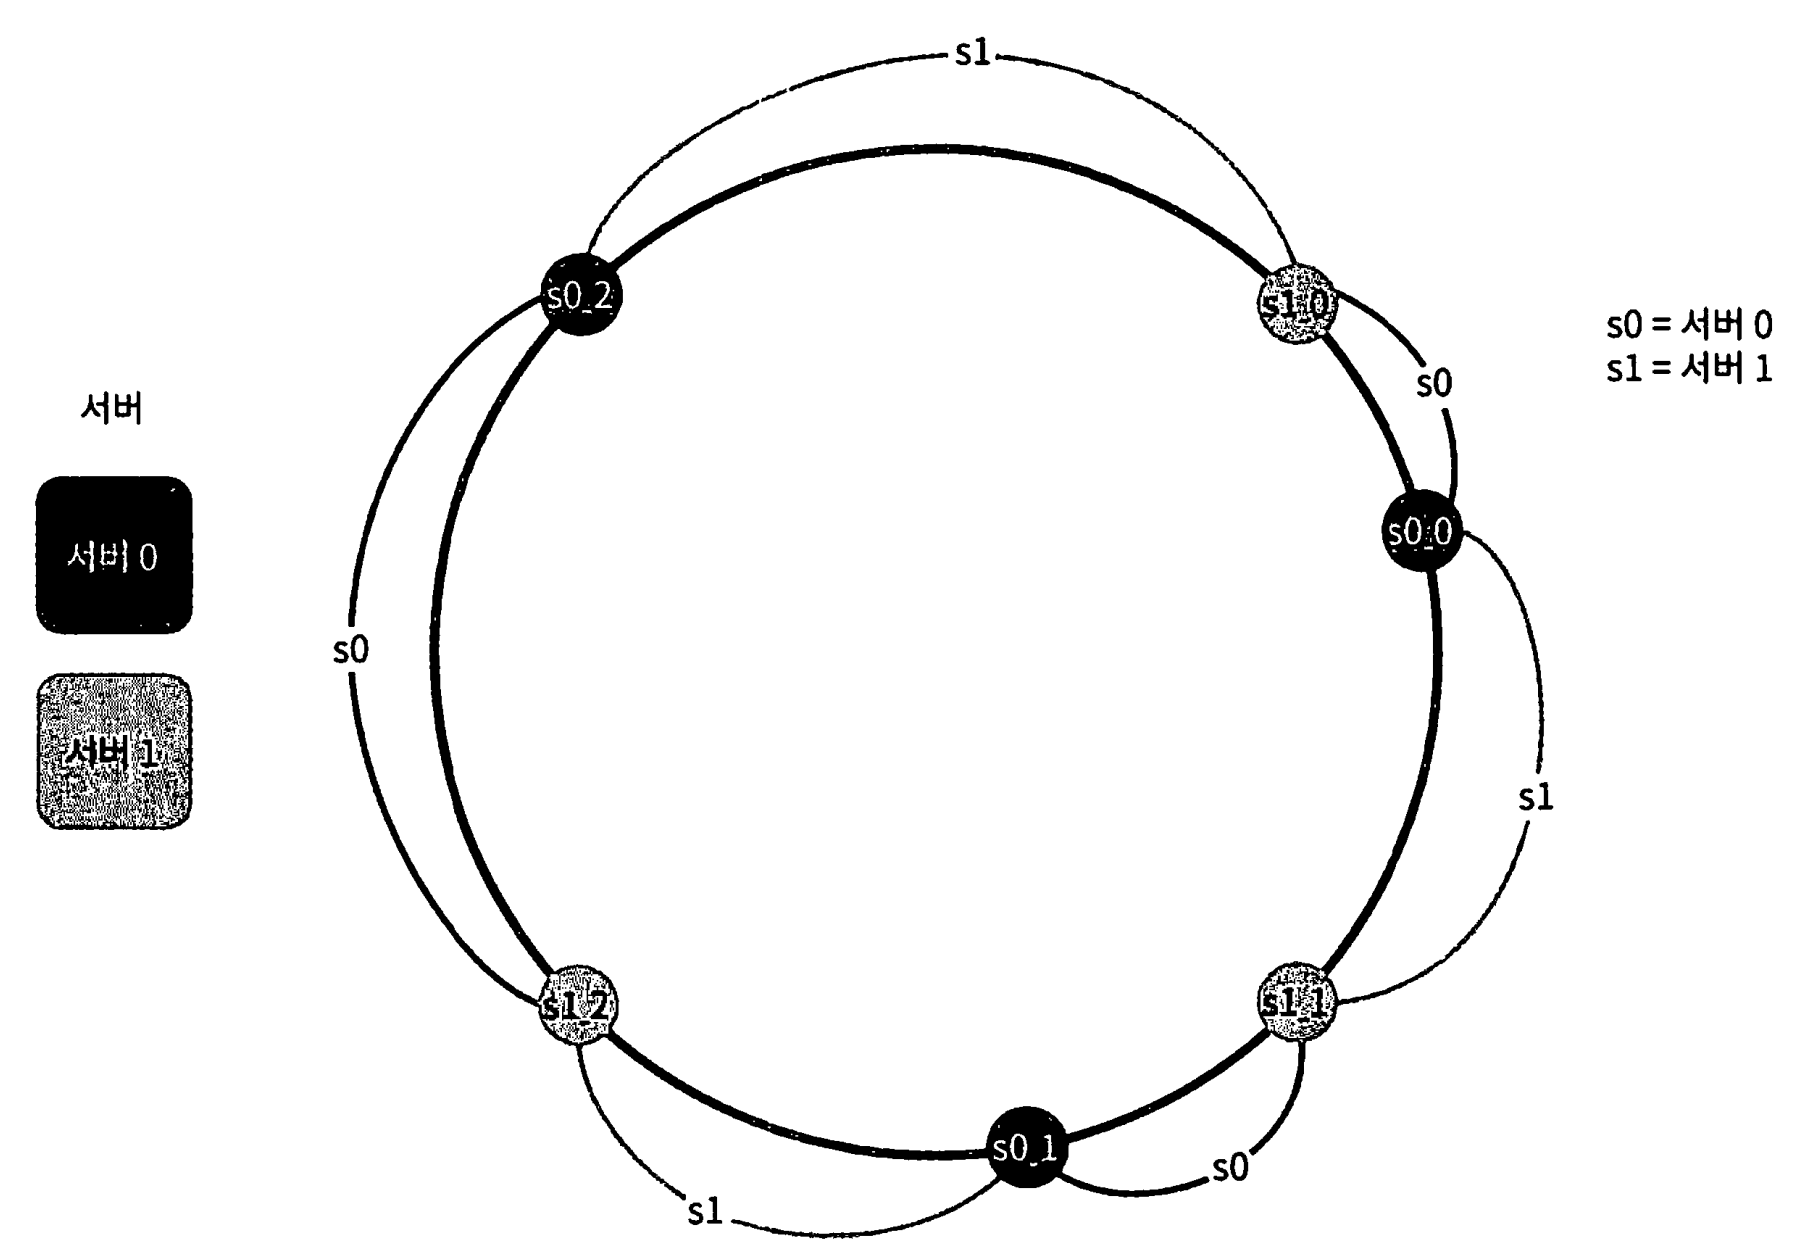 s1
s0_2
s1_0
s0 = 서버 0
s1 = 서버 1
s0
서버
s0_0
서버 0
s0
서버 1
s1
s1_2
s1_1
s0_1
s0
s1